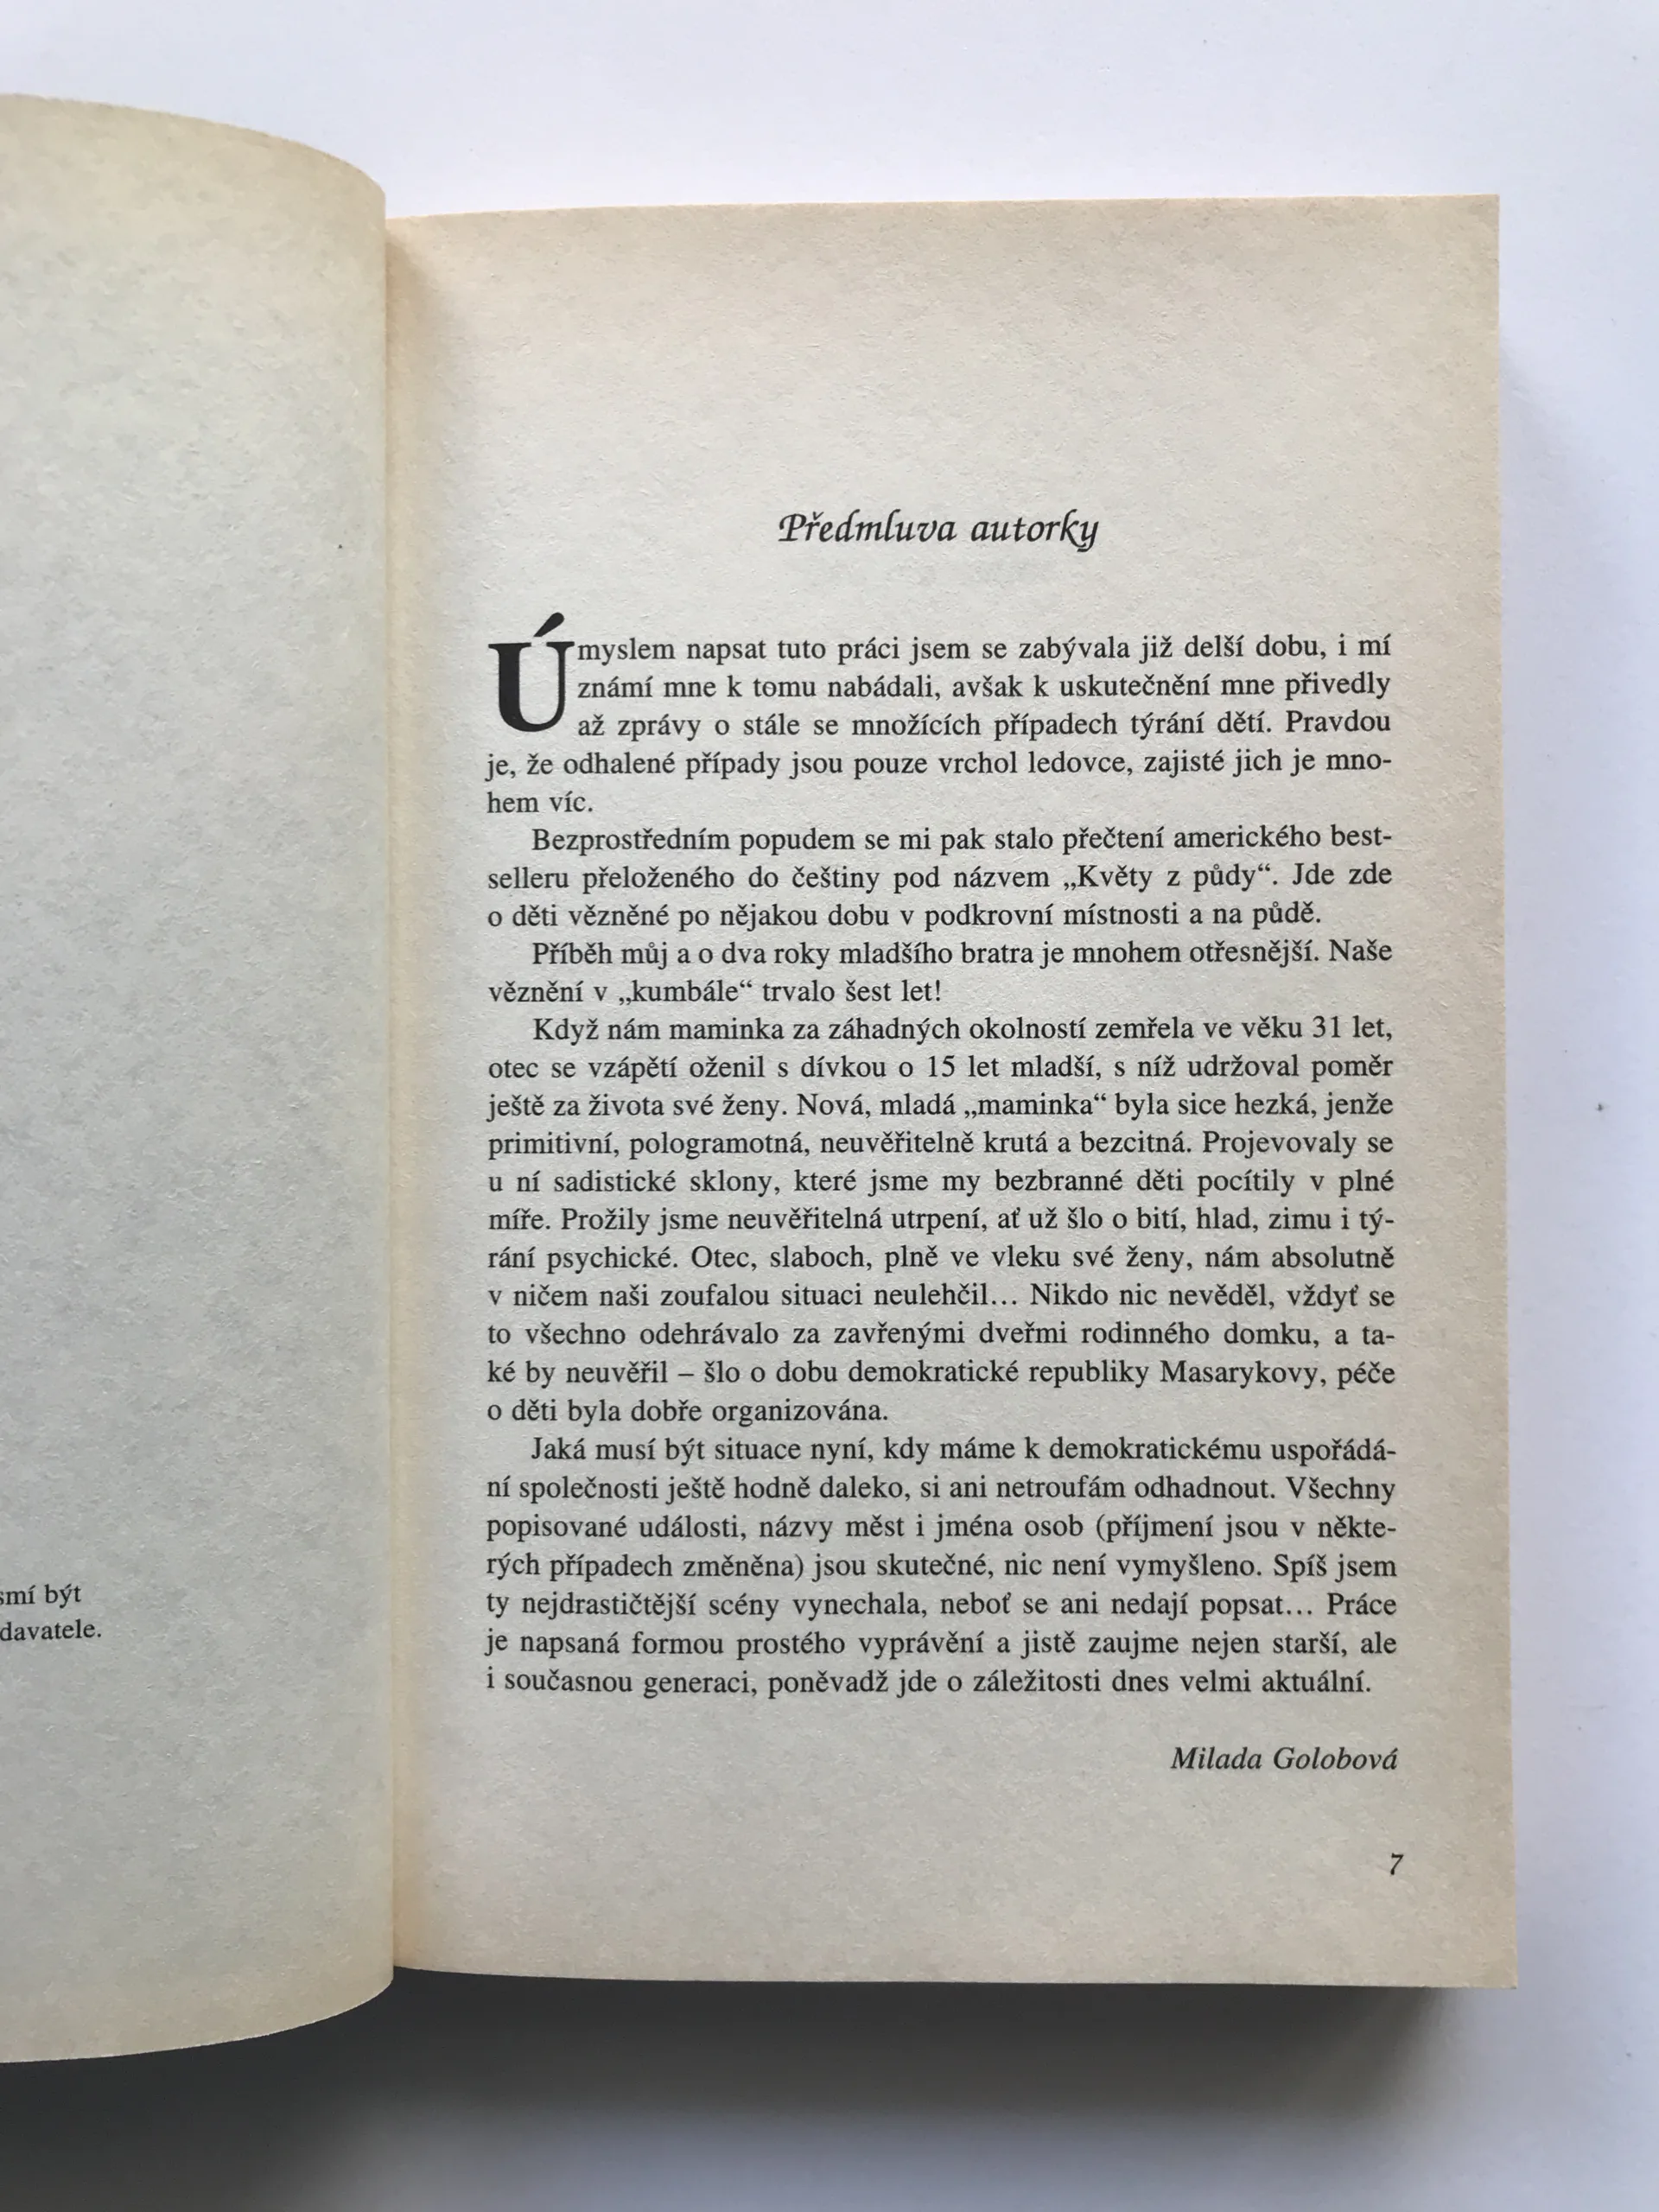 smí být
davatele.
Předmluva autorky
Úmyslem napsat tuto práci jsem se zabývala již delší dobu, i mí
známí mne k tomu nabádali, avšak k uskutečnění mne přivedly
až zprávy o stále se množících případech týrání dětí. Pravdou
je, že odhalené případy jsou pouze vrchol ledovce, zajisté jich je mno-
hem víc.
Bezprostředním popudem se mi pak stalo přečtení amerického best-
selleru přeloženého do češtiny pod názvem „Květy z půdy“. Jde zde
o děti vězněné po nějakou dobu v podkrovní místnosti a na půdě.
Příběh můj a o dva roky mladšího bratra je mnohem otřesnější. Naše
věznění v „kumbále“ trvalo šest let!
Když nám maminka za záhadných okolností zemřela ve věku 31 let,
otec se vzápětí oženil s dívkou o 15 let mladší, s níž udržoval poměr
ještě za života své ženy. Nová, mladá „maminka“ byla sice hezká, jenže
primitivní, pologramotná, neuvěřitelně krutá a bezcitná. Projevovaly se
u ní sadistické sklony, které jsme my bezbranné děti pocítily v plné
míře. Prožily jsme neuvěřitelná utrpení, ať už šlo o bití, hlad, zimu i tý-
rání psychické. Otec, slaboch, plně ve vleku své ženy, nám absolutně
v ničem naši zoufalou situaci neulehčil... Nikdo nic nevěděl, vždyť se
to všechno odehrávalo za zavřenými dveřmi rodinného domku, a ta-
ké by neuvěřil – šlo o dobu demokratické republiky Masarykovy, péče
o děti byla dobře organizována.
Jaká musí být situace nyní, kdy máme k demokratickému uspořádá-
ní společnosti ještě hodně daleko, si ani netroufám odhadnout. Všechny
popisované události, názvy měst i jména osob (příjmení jsou v někte-
rých případech změněna) jsou skutečné, nic není vymyšleno. Spíš jsem
ty nejdrastičtější scény vynechala, neboť se ani nedají popsat... Práce
je napsaná formou prostého vyprávění a jistě zaujme nejen starší, ale
i současnou generaci, poněvadž jde o záležitosti dnes velmi aktuální.
Milada Golobová
7